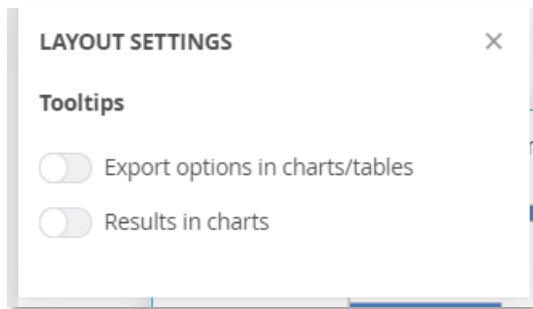 LAYOUT SETTINGS
Tooltips
Export options in charts/tables
Results in charts